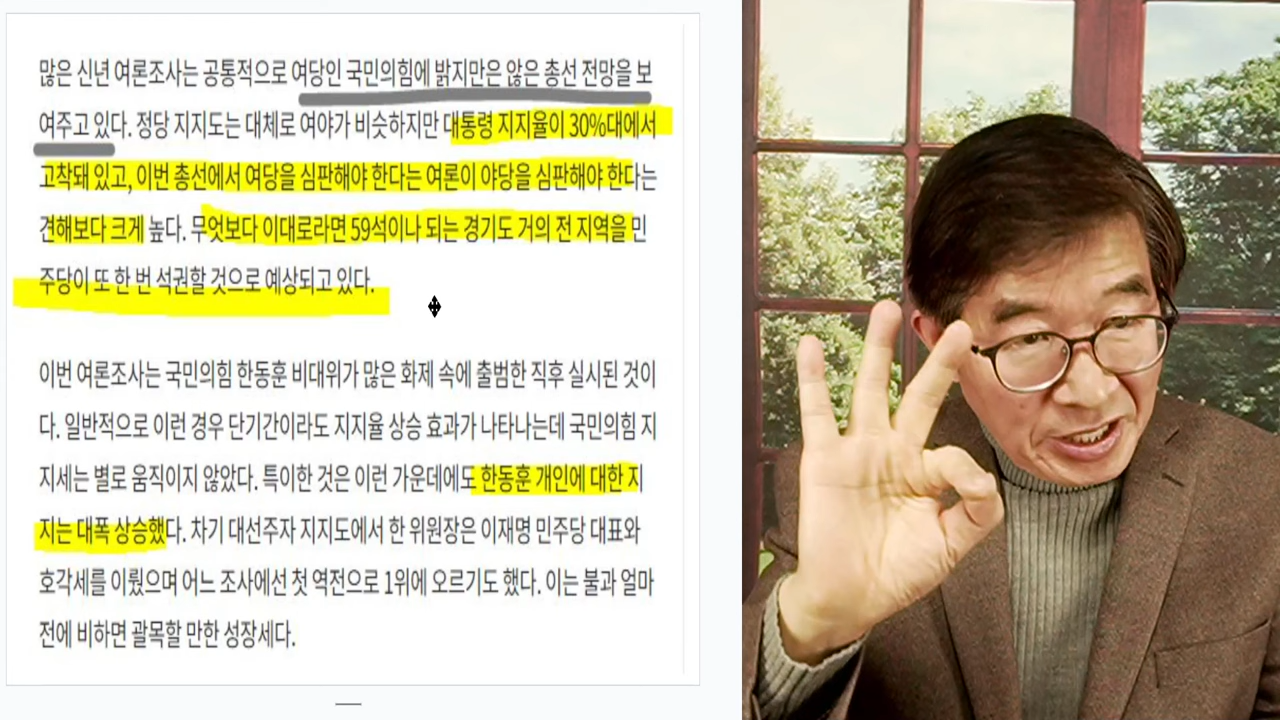 많은 신년 여론조사는 공통적으로 여당인 국민의힘에 밝지만은 않은 총선 전망을 보
여주고 있다. 정당 지지도는 대체로 여야가 비슷하지만 대통령 지지율이 30%대에서
고착돼 있고, 이번 총선에서 여당을 심판해야 한다는 여론이 야당을 심판해야 한다는
견해보다 크게 높다. 무엇보다 이대로라면 59석이나 되는 경기도 거의 전 지역을 민
주당이 또 한 번 석권할 것으로 예상되고 있다.
이번 여론조사는 국민의힘 한동훈 비대위가 많은 화제 속에 출범한 직후 실시된 것이
다. 일반적으로 이런 경우 단기간이라도 지지율 상승 효과가 나타나는데 국민의힘 지
지세는 별로 움직이지 않았다. 특이한 것은 이런 가운데에도 한동훈 개인에 대한 지
지는 대폭 상승했다. 차기 대선주자 지지도에서 한 위원장은 이재명 민주당 대표와
호각세를 이뤘으며 어느 조사에선 첫 역전으로 1위에 오르기도 했다. 이는 불과 얼마
전에 비하면 괄목할 만한 성장세다.